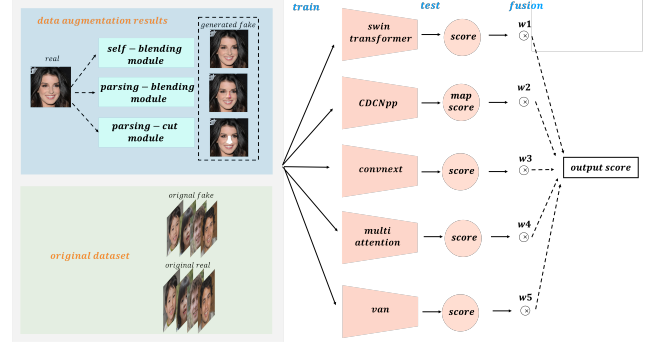 data augmentation results
real
self-blending
module
parsing-blending
module
parsing-cut
module
generated fake
orignal fake
orignal real
original dataset
train
test
fusion
swin
transformer
score
w1
CDCNpp
map
score
w2
convnext
score
w3
multi
attention
score
w4
van
score
w5
output score